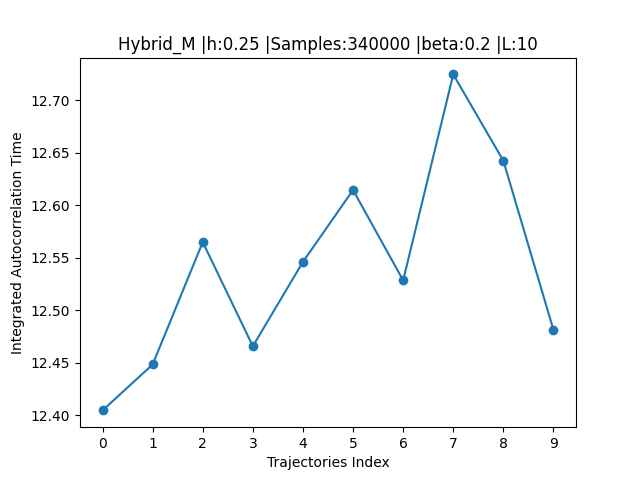 Hybrid_M |h:0.25 |Samples:340000 |beta:0.2 |L:10
Integrated Autocorrelation Time
12.70
12.65
12.60
12.55
12.50
12.45
12.40
0 1 2 3 4 5 6 7 8 9
Trajectories Index